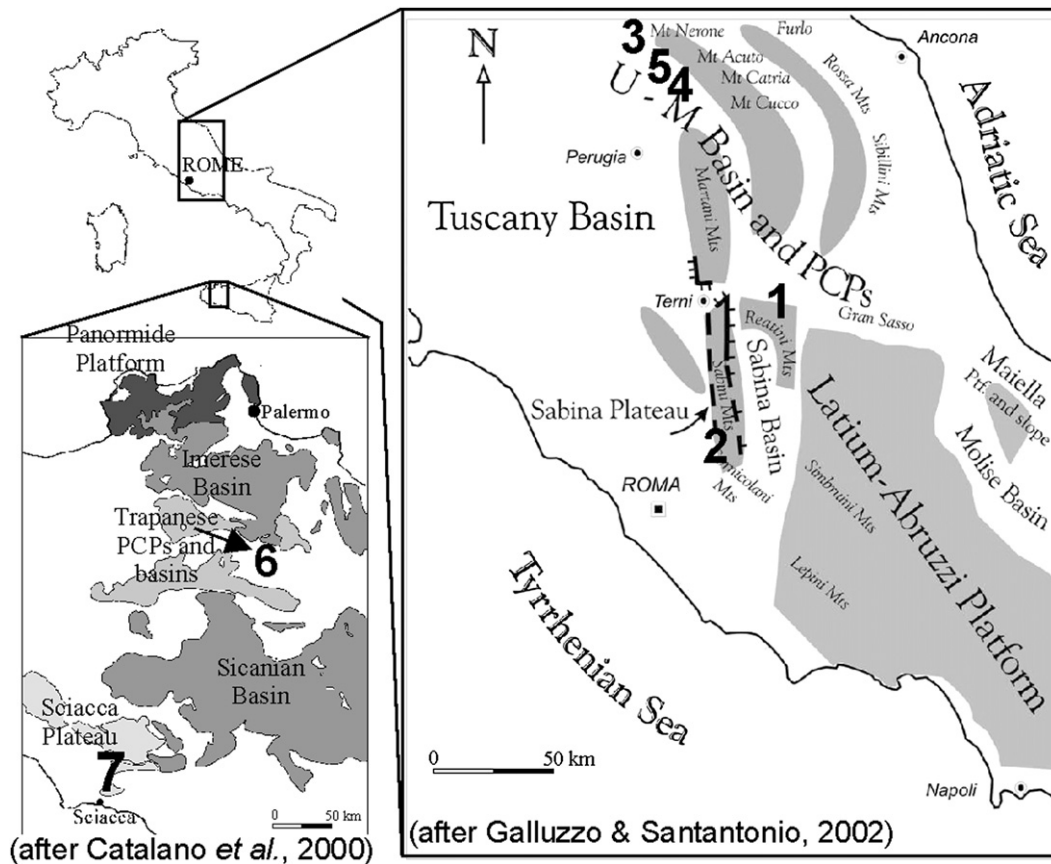 ROME
Panormide
Platform
Palermo
Imerese
Basin
Trapanese
PCPs and
basins
6
Sicanian
Basin
Sciacca
Plateau
7
Sciacca
0 50 km
(after Catalano et al., 2000)
N
3
Mt Nerone
Furlo
Ancona
5
Mt Acuto
4
Mt Catria
Mt Cucco
Rossa Mts
Sibillini Mts
Adriatic Sea
U-M Basin and PCPs
Perugia
Martani Mts
Tuscany Basin
Terni
1
Reatini Mts
Gran Sasso
Sabini Mts
Sabina Basin
Sabina Plateau
2
Mts
ROMA
Maiella
Ptf. and slope
Molise Basin
Latium-Abruzzi Platform
Simbruini Mts
Lepini Mts
Tyrrhenian Sea
0 50 km
Napoli
(after Galluzzo & Santantonio, 2002)